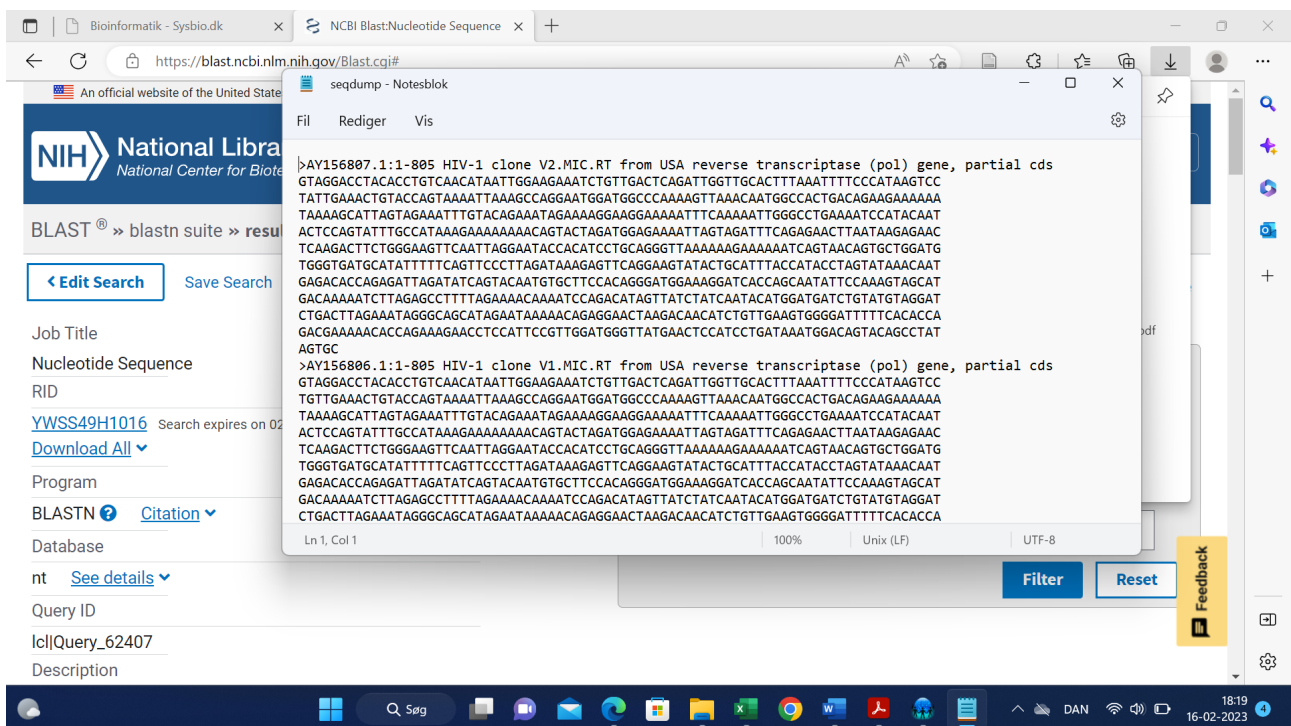 Bioinformatik - Sysbio.dk
NCBI Blast:Nucleotide Sequence
https://blast.ncbi.nlm.nih.gov/Blast.cgi#
An official website of the United State
seqdump - Notesblok
Fil Rediger Vis
NIH
National Libra
National Center for Biote
BLAST ® » blastn suite » resu
>AY156807.1:1-805 HIV-1 clone V2.MIC.RT from USA reverse transcriptase (pol) gene, partial cds
GTAGGACCTACACCTGTCAACATAATTGGAAGAAATCTGTTGACTCAGATTGGTTGCACTTTAAATTTTCCCATAAGTCC
TATTGAAACTGTACCAGTAAAATTAAAGCCAGGAATGGATGGCCCAAAAGTTAAACAATGGCCACTGACAGAAGAAAAAA
TAAAAGCATTAGTAGAAATTTGTACAGAAATAGAAAAGGAAGGAAAAATTTCAAAAATTGGGCCTGAAAATCCATACAAT
ACTCCAGTATTTGCCATAAAGAAAAAAAACAGTACTAGATGGAGAAAATTAGTAGATTTCAGAGAACTTAATAAGAGAAC
TCAAGACTTCTGGGAAGTTCAATTAGGAATACCACATCCTGCAGGGTTAAAAAAGAAAAAATCAGTAACAGTGCTGGATG
TGGGTGATGCATATTTTTCAGTTCCCTTAGATAAAGAGTTCAGGAAGTATACTGCATTTACCATACCTAGTATAAACAAT
GAGACACCAGAGATTAGATATCAGTACAATGTGCTTCCACAGGGATGGAAAGGATCACCAGCAATATTCCAAAGTAGCAT
GACAAAAATCTTAGAGCCTTTTAGAAAACAAAATCCAGACATAGTTATCTATCAATACATGGATGATCTGTATGTAGGAT
CTGACTTAGAAATAGGGCAGCATAGAATAAAAACAGAGGAACTAAGACAACATCTGTTGAAGTGGGGATTTTTCACACCA
GACGAAAAACACCAGAAAGAACCTCCATTCCGTTGGATGGGTTATGAACTCCATCCTGATAAATGGACAGTACAGCCTAT
AGTGC
>AY156806.1:1-805 HIV-1 clone V1.MIC.RT from USA reverse transcriptase (pol) gene, partial cds
GTAGGACCTACACCTGTCAACATAATTGGAAGAAATCTGTTGACTCAGATTGGTTGCACTTTAAATTTTCCCATAAGTCC
TGTTGAAACTGTACCAGTAAAATTAAAGCCAGGAATGGATGGCCCAAAAGTTAAACAATGGCCACTGACAGAAGAAAAAA
TAAAAGCATTAGTAGAAATTTGTACAGAAATAGAAAAGGAAGGAAAAATTTCAAAAATTGGGCCTGAAAATCCATACAAT
ACTCCAGTATTTGCCATAAAGAAAAAAAACAGTACTAGATGGAGAAAATTAGTAGATTTCAGAGAACTTAATAAGAGAAC
TCAAGACTTCTGGGAAGTTCAATTAGGAATACCACATCCTGCAGGGTTAAAAAAGAAAAAATCAGTAACAGTGCTGGATG
TGGGTGATGCATATTTTTCAGTTCCCTTAGATAAAGAGTTCAGGAAGTATACTGCATTTACCATACCTAGTATAAACAAT
GAGACACCAGAGATTAGATATCAGTACAATGTGCTTCCACAGGGATGGAAAGGATCACCAGCAATATTCCAAAGTAGCAT
GACAAAAATCTTAGAGCCTTTTAGAAAACAAAATCCAGACATAGTTATCTATCAATACATGGATGATCTGTATGTAGGAT
CTGACTTAGAAATAGGGCAGCATAGAATAAAAACAGAGGAACTAAGACAACATCTGTTGAAGTGGGGATTTTTCACACCA
Ln 1, Col 1 100% Unix (LF) UTF-8
< Edit Search Save Search
Job Title
Nucleotide Sequence
RID
YWSS49H1016 Search expires on 02
Download All
Program
BLASTN Citation
Database
nt See details
Query ID
lcl|Query_62407
Description
odf
Filter Reset
Feedback
Søg
DAN
18:19
16-02-2023
4